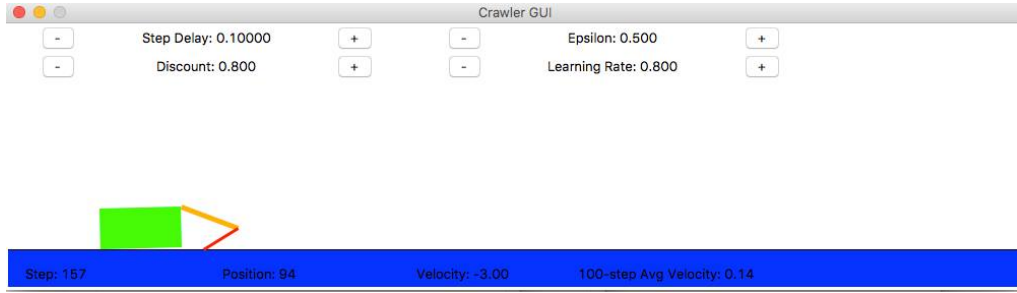 Crawler GUI
- Step Delay: 0.10000 + - Epsilon: 0.500 +
- Discount: 0.800 + - Learning Rate: 0.800 +
Step: 157 Position: 94 Velocity: -3.00 100-step Avg Velocity: 0.14